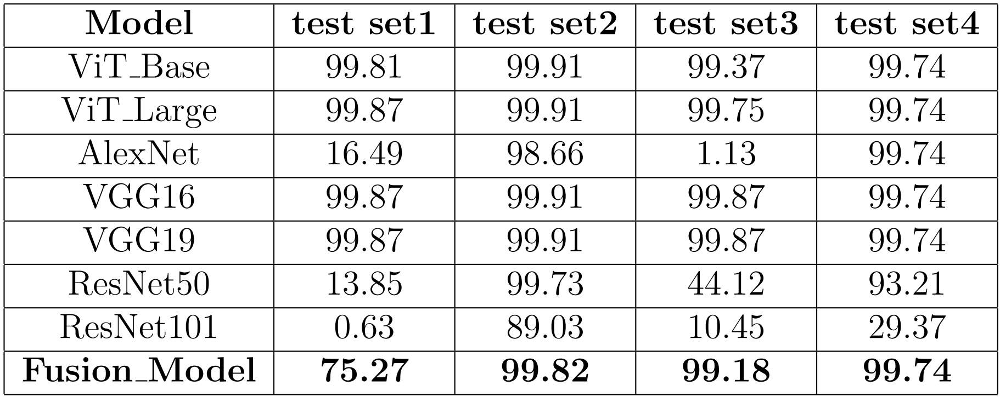 Model test set1 test set2 test set3 test set4
ViT_Base 99.81 99.91 99.37 99.74
ViT_Large 99.87 99.91 99.75 99.74
AlexNet 16.49 98.66 1.13 99.74
VGG16 99.87 99.91 99.87 99.74
VGG19 99.87 99.91 99.87 99.74
ResNet50 13.85 99.73 44.12 93.21
ResNet101 0.63 89.03 10.45 29.37
Fusion_Model 75.27 99.82 99.18 99.74